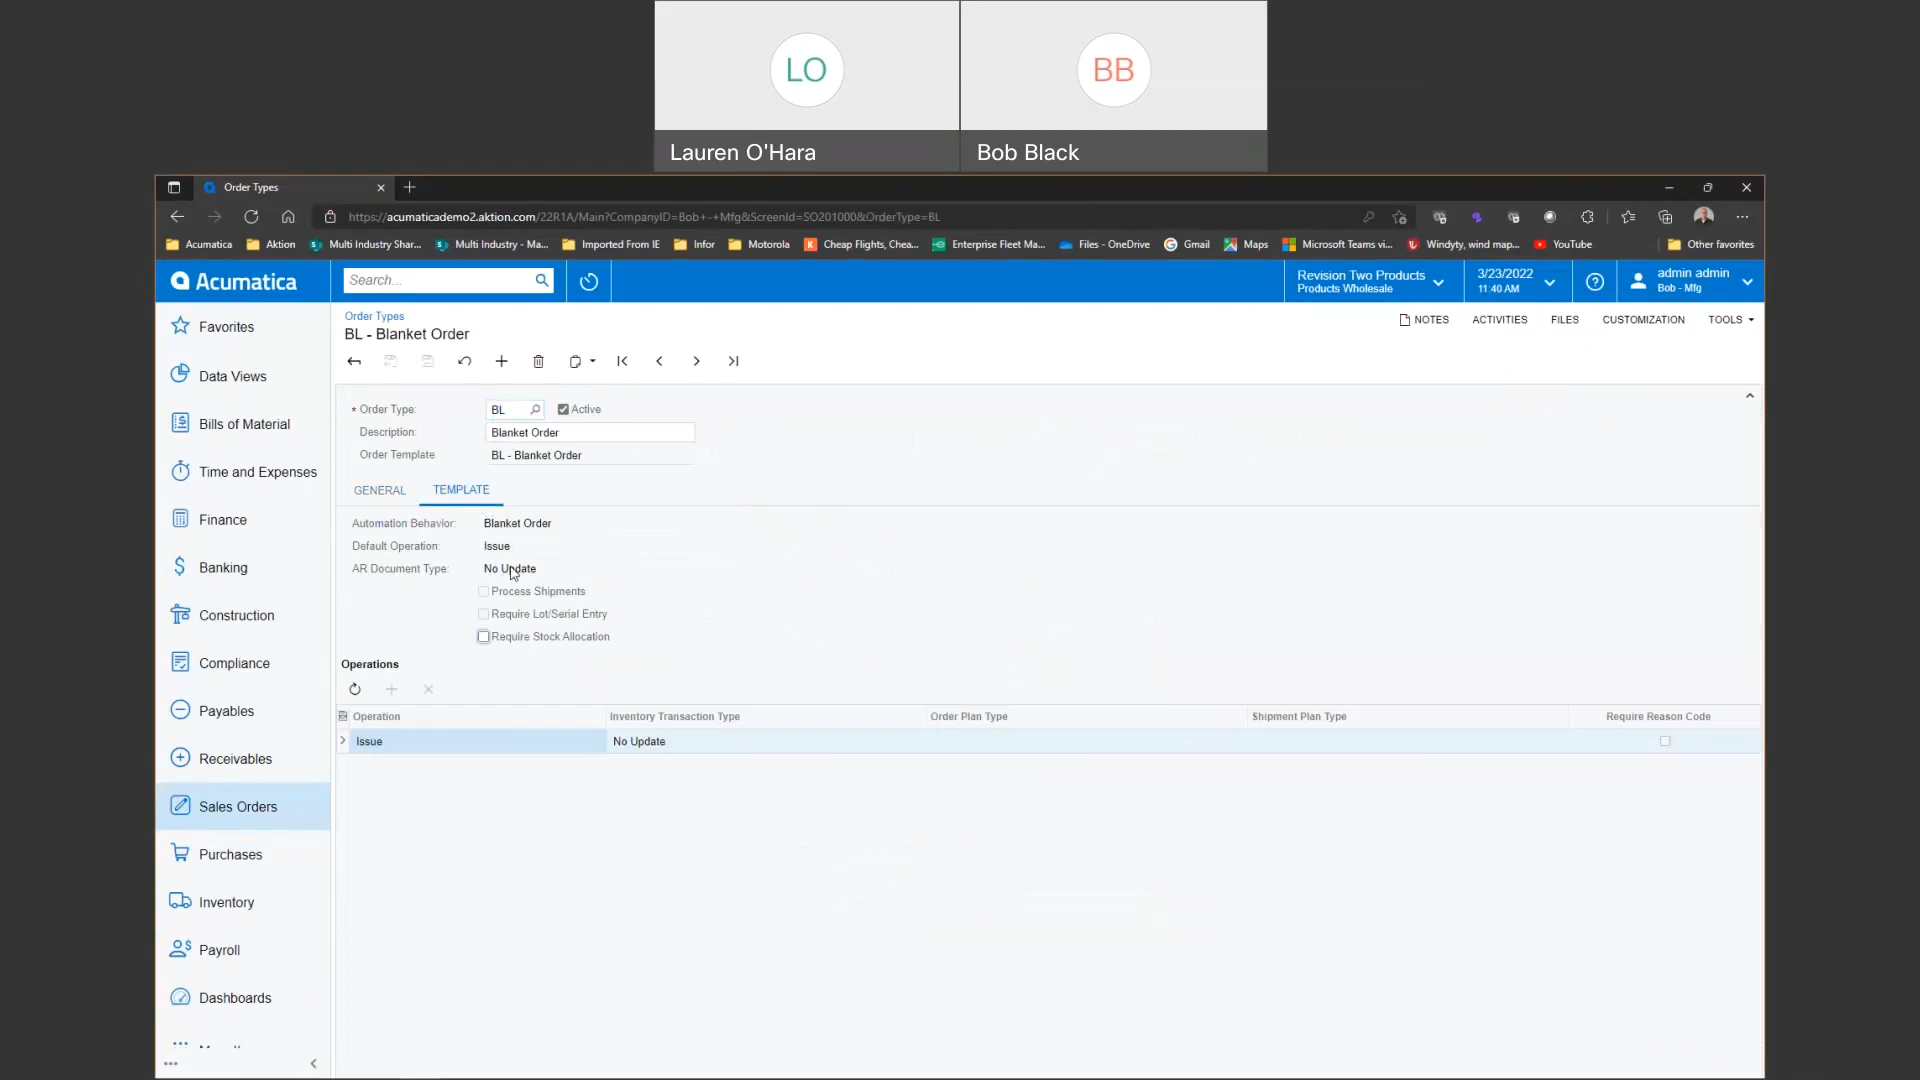 LO
BB
Lauren O'Hara
Bob Black
Order Types
https://acumaticademo2.aktion.com/22R1A/Main?CompanyID=Bob+-+Mfg&ScreenId=SO201000&OrderType=BL
Acumatica
Aktion
Multi Industry Shar...
Multi Industry - Ma...
Imported From IE
Infor
Motorola
Cheap Flights, Chea...
Enterprise Fleet Ma...
Files - OneDrive
Gmail
Maps
Microsoft Teams vi...
Windyty, wind map...
YouTube
Other favorites
Acumatica
Search...
Revision Two Products
Products Wholesale
3/23/2022
11:40 AM
admin admin
Bob - Mfg
Favorites
Data Views
Bills of Material
Time and Expenses
Finance
Banking
Construction
Compliance
Payables
Receivables
Sales Orders
Purchases
Inventory
Payroll
Dashboards
Order Types
BL - Blanket Order
NOTES
ACTIVITIES
FILES
CUSTOMIZATION
TOOLS
* Order Type: BL Active
Description: Blanket Order
Order Template BL - Blanket Order
GENERAL TEMPLATE
Automation Behavior: Blanket Order
Default Operation: Issue
AR Document Type: No Update
Process Shipments
Require Lot/Serial Entry
Require Stock Allocation
Operations
Operation Inventory Transaction Type Order Plan Type Shipment Plan Type Require Reason Code
Issue No Update